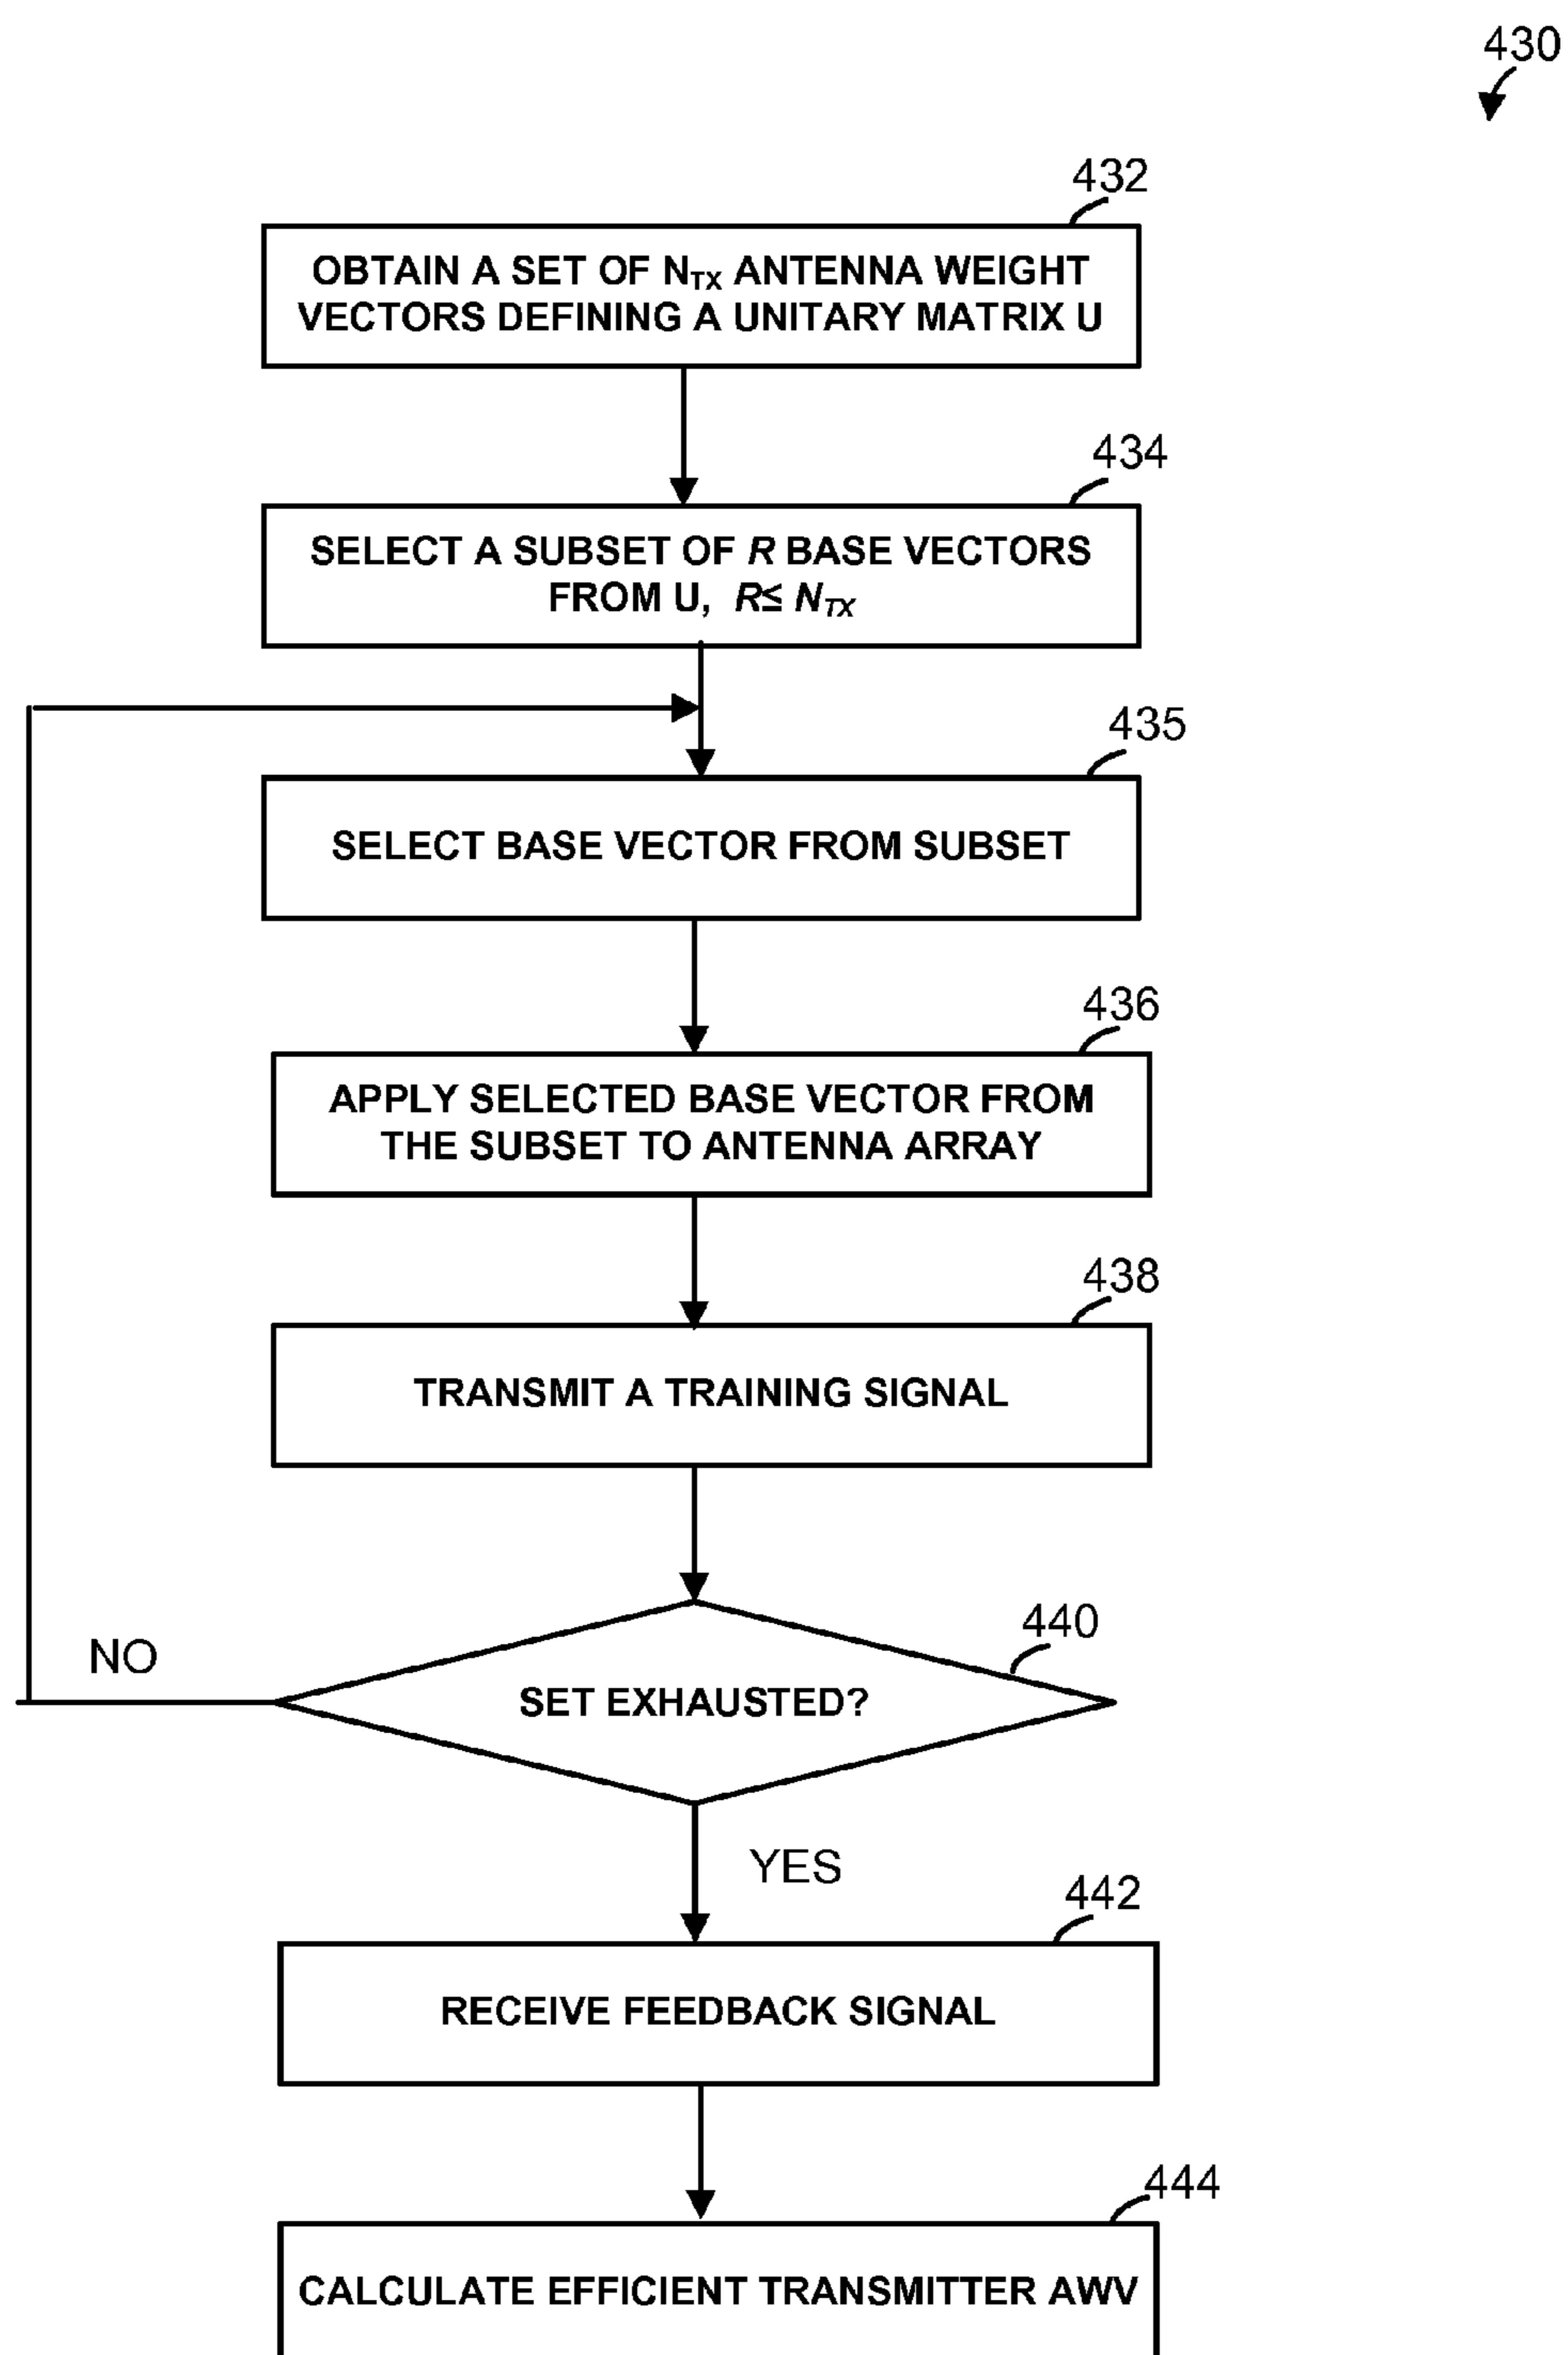 430
432
OBTAIN A SET OF N_TX ANTENNA WEIGHT
VECTORS DEFINING A UNITARY MATRIX U
434
SELECT A SUBSET OF R BASE VECTORS
FROM U, R≤ N_TX
435
SELECT BASE VECTOR FROM SUBSET
436
APPLY SELECTED BASE VECTOR FROM
THE SUBSET TO ANTENNA ARRAY
438
TRANSMIT A TRAINING SIGNAL
440
NO
SET EXHAUSTED?
YES
442
RECEIVE FEEDBACK SIGNAL
444
CALCULATE EFFICIENT TRANSMITTER AWV